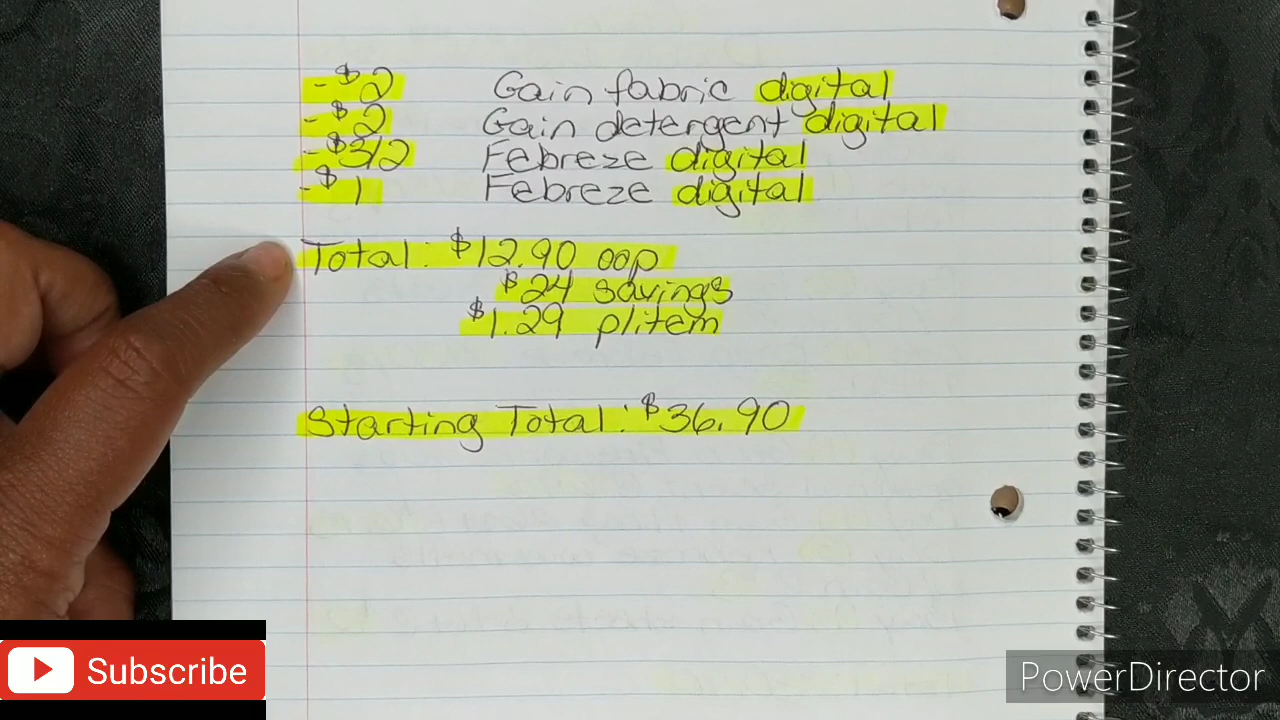 -$2 Gain fabric digital
-$2 Gain detergent digital
-$3/2 Febreze digital
-$1 Febreze digital
Total: $12.90 oop
$24 savings
$1.29 p/item
Starting Total: $36.90
Subscribe
PowerDirector